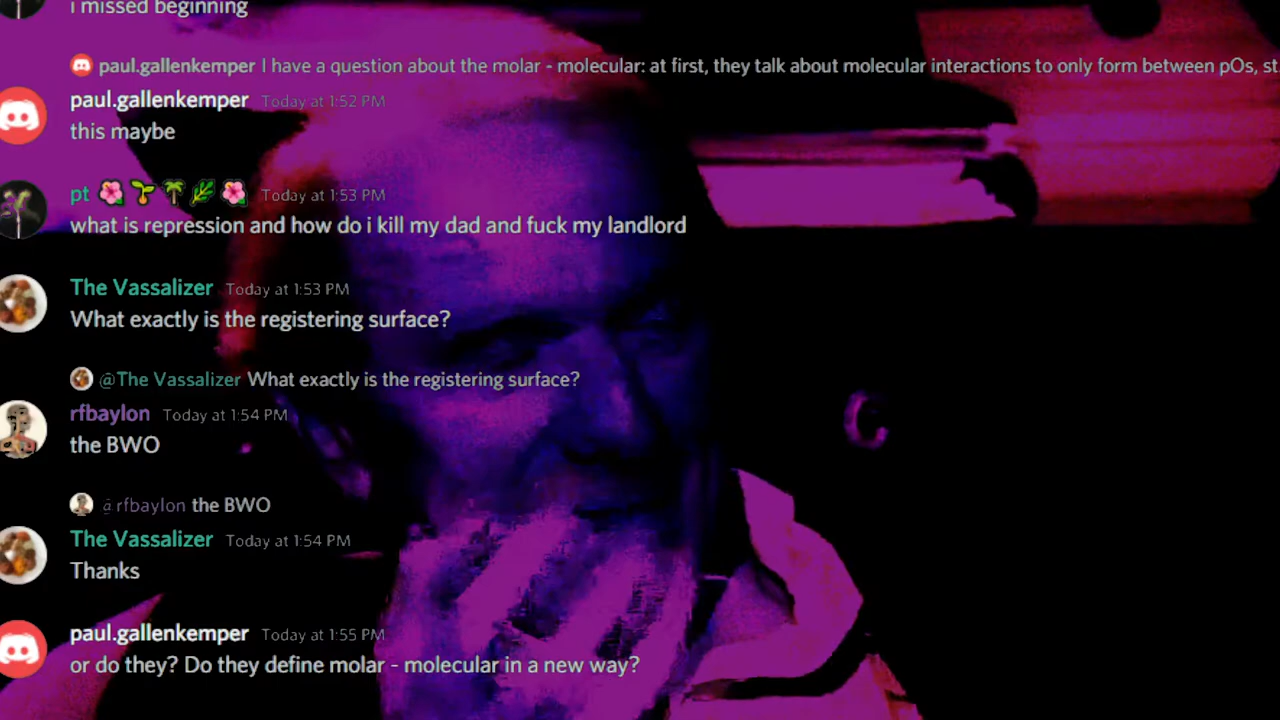 i missed beginning
paul.gallenkemper I have a question about the molar - molecular: at first, they talk about molecular interactions to only form between pOs, st
paul.gallenkemper Today at 1:52 PM
this maybe
pt 🌺🌱🌴🌿🌺 Today at 1:53 PM
what is repression and how do i kill my dad and fuck my landlord
The Vassalizer Today at 1:53 PM
What exactly is the registering surface?
@The Vassalizer What exactly is the registering surface?
rfbaylon Today at 1:54 PM
the BWO
@rfbaylon the BWO
The Vassalizer Today at 1:54 PM
Thanks
paul.gallenkemper Today at 1:55 PM
or do they? Do they define molar - molecular in a new way?